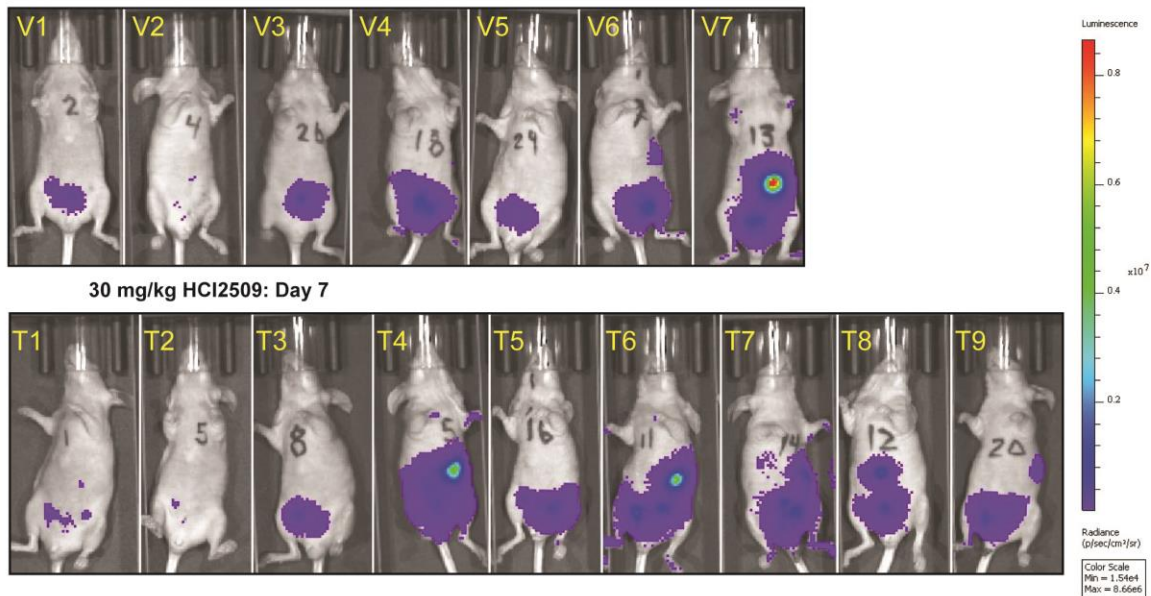 V1 V2 V3 V4 V5 V6 V7
2 4 26 18 29 7 13
30 mg/kg HCI2509: Day 7
T1 T2 T3 T4 T5 T6 T7 T8 T9
1 5 8 5 16 11 14 12 20
Luminescence
0.8
0.6
x10⁷
0.4
0.2
Radiance
(p/sec/cm²/sr)
Color Scale
Min = 1.54e4
Max = 8.66e6